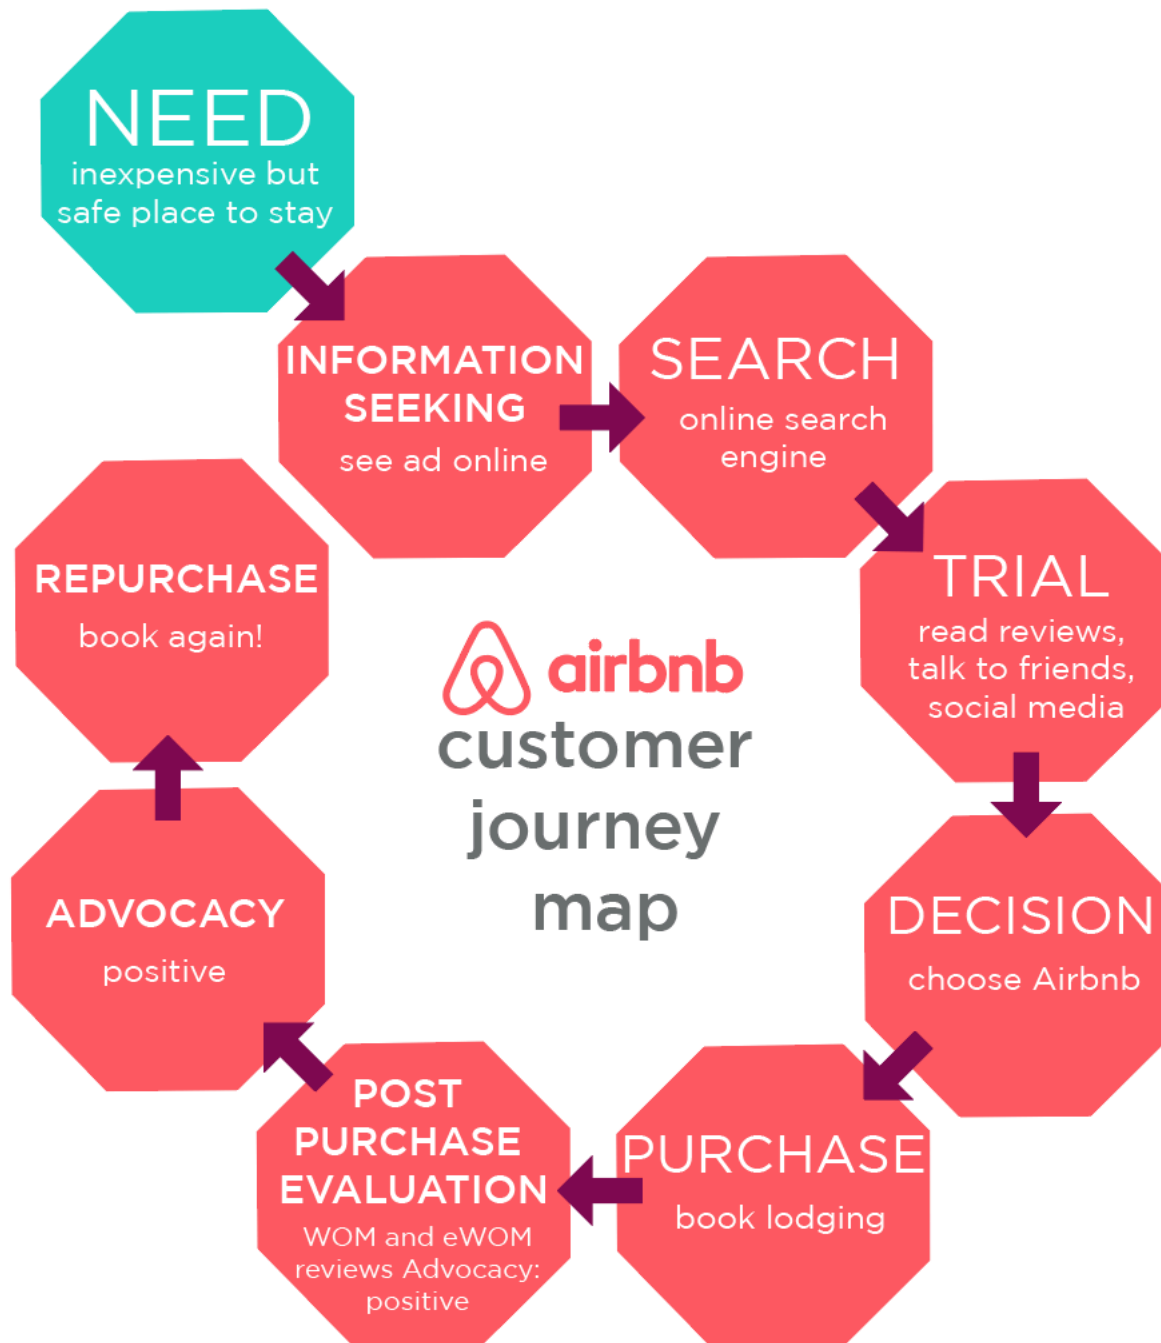 NEED
inexpensive but
safe place to stay
INFORMATION
SEEKING
see ad online
SEARCH
online search
engine
TRIAL
read reviews,
talk to friends,
social media
DECISION
choose Airbnb
PURCHASE
book lodging
POST
PURCHASE
EVALUATION
WOM and eWOM
reviews Advocacy:
positive
ADVOCACY
positive
REPURCHASE
book again!
airbnb
customer
journey
map